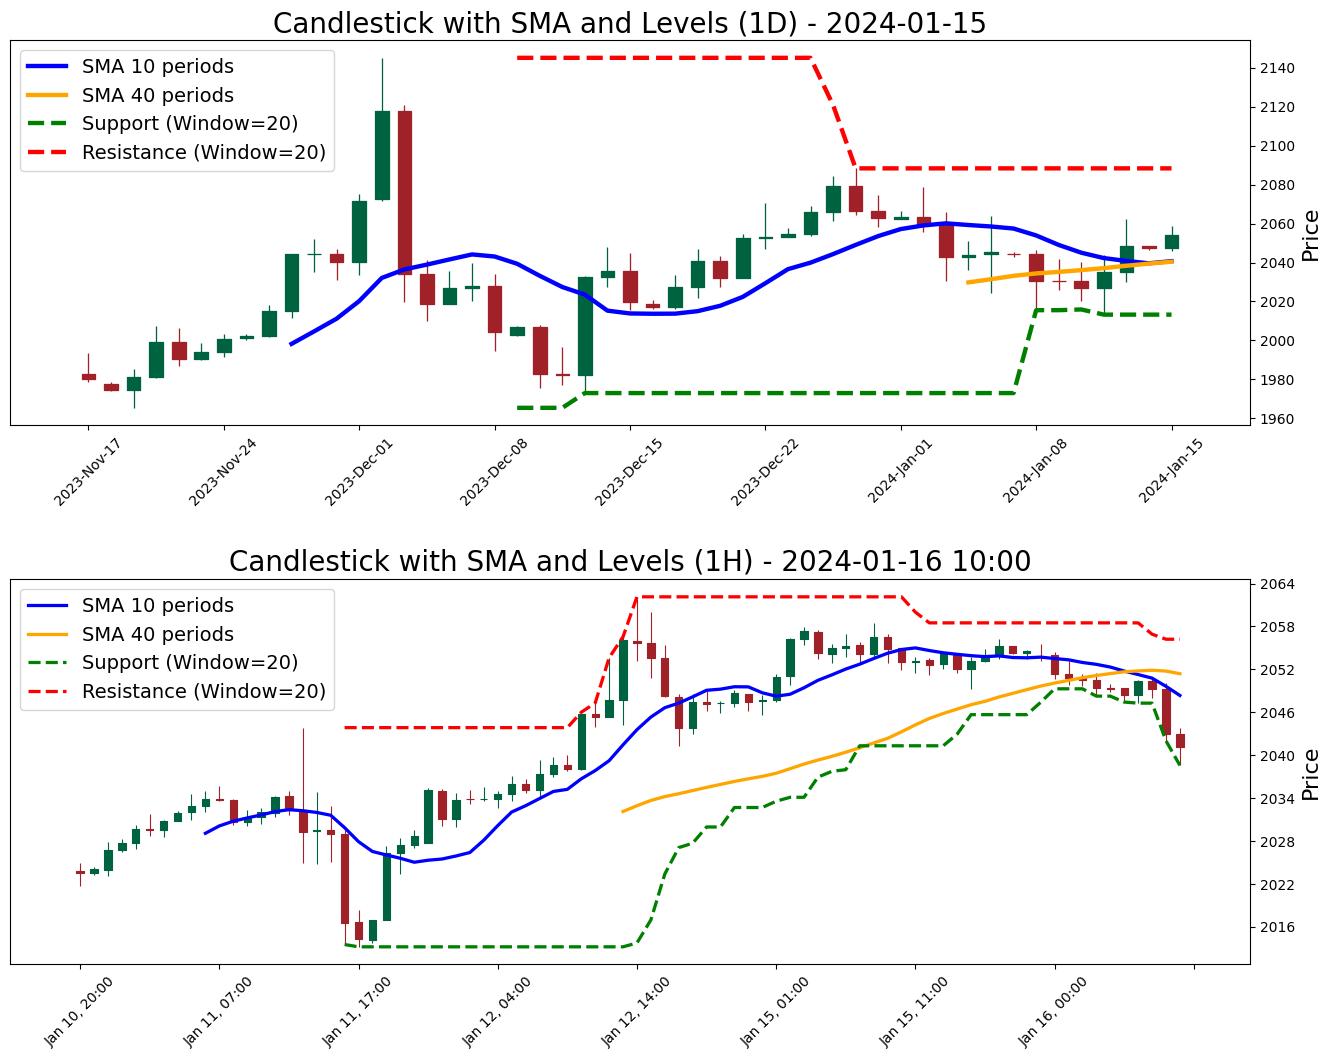 Candlestick with SMA and Levels (1D) - 2024-01-15
SMA 10 periods
SMA 40 periods
Support (Window=20)
Resistance (Window=20)
2140
2120
2100
2080
2060
2040
2020
2000
1980
1960
Price
2023-Nov-17
2023-Nov-24
2023-Dec-01
2023-Dec-08
2023-Dec-15
2023-Dec-22
2024-Jan-01
2024-Jan-08
2024-Jan-15
Candlestick with SMA and Levels (1H) - 2024-01-16 10:00
SMA 10 periods
SMA 40 periods
Support (Window=20)
Resistance (Window=20)
2064
2058
2052
2046
2040
2034
2028
2022
2016
Price
Jan 10, 20:00
Jan 11, 07:00
Jan 11, 17:00
Jan 12, 04:00
Jan 12, 14:00
Jan 15, 01:00
Jan 15, 11:00
Jan 16, 00:00